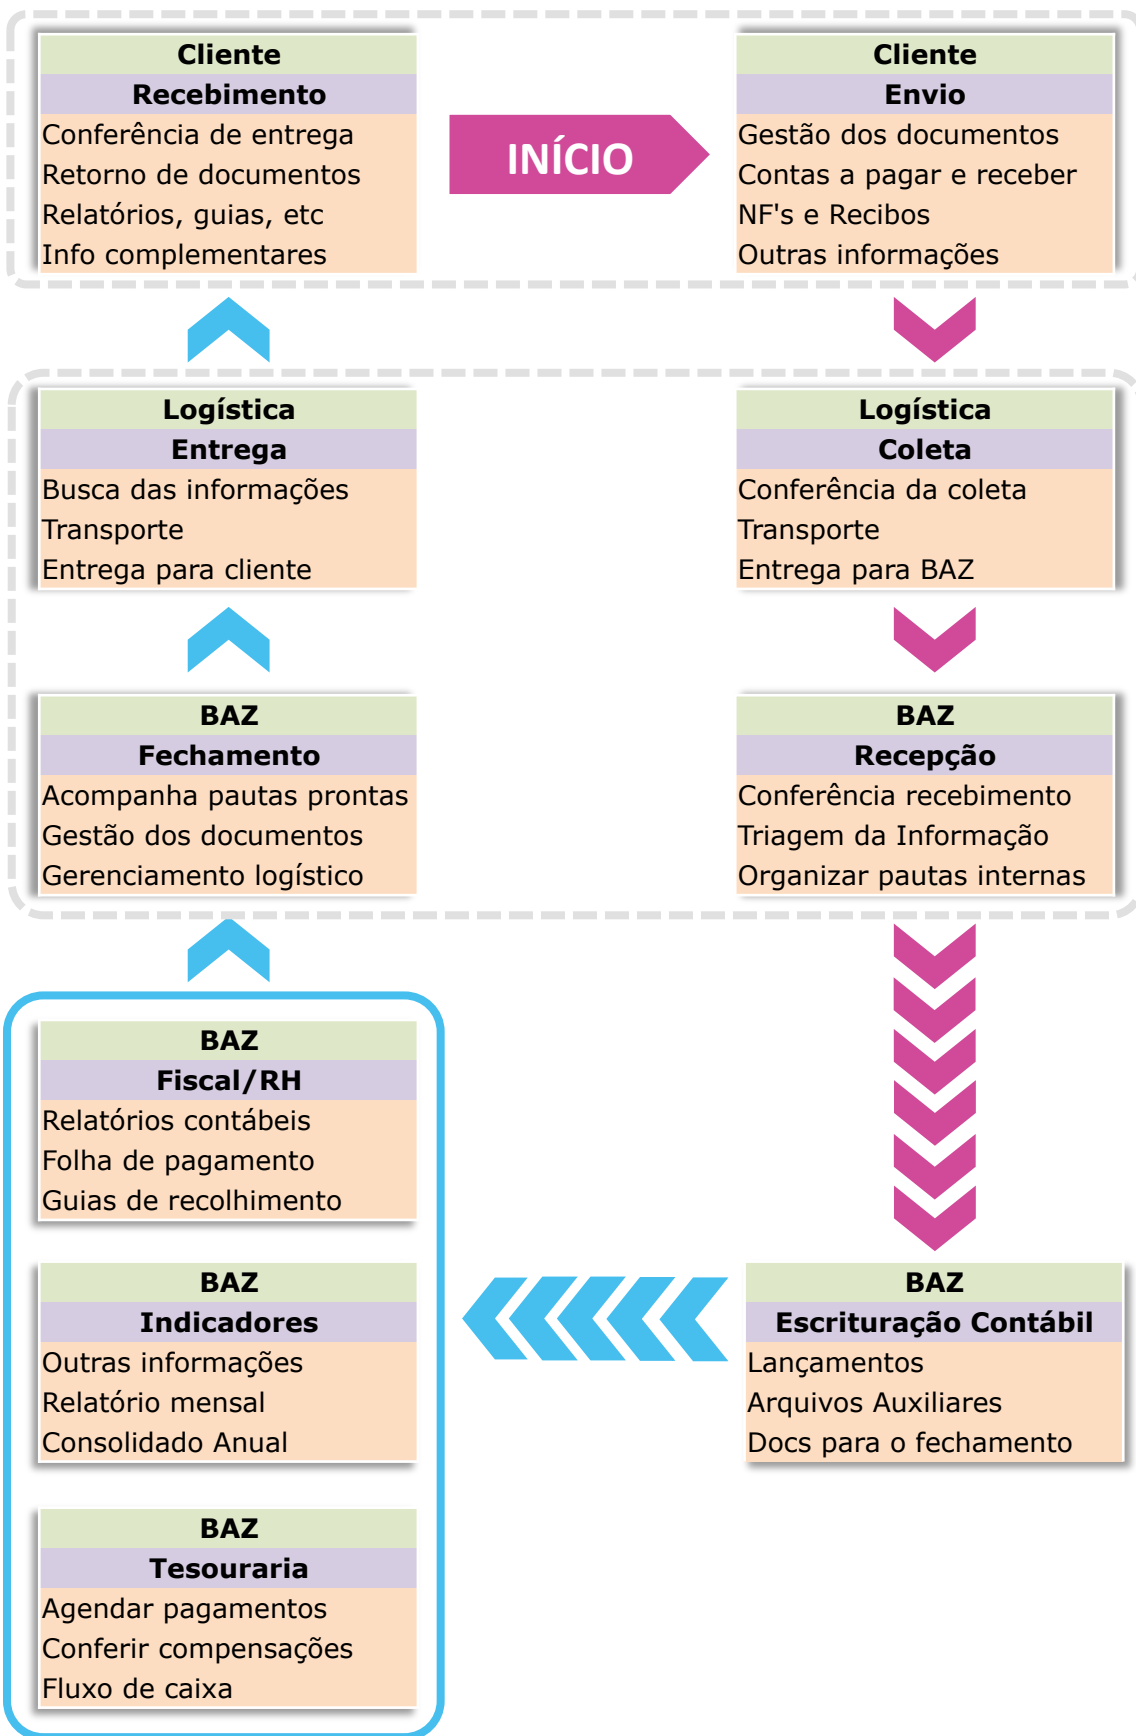 Cliente
Recebimento
Conferência de entrega
Retorno de documentos
Relatórios, guias, etc
Info complementares
INÍCIO
Cliente
Envio
Gestão dos documentos
Contas a pagar e receber
NF's e Recibos
Outras informações
Logística
Entrega
Busca das informações
Transporte
Entrega para cliente
Logística
Coleta
Conferência da coleta
Transporte
Entrega para BAZ
BAZ
Fechamento
Acompanha pautas prontas
Gestão dos documentos
Gerenciamento logístico
BAZ
Recepção
Conferência recebimento
Triagem da Informação
Organizar pautas internas
BAZ
Fiscal/RH
Relatórios contábeis
Folha de pagamento
Guias de recolhimento
BAZ
Indicadores
Outras informações
Relatório mensal
Consolidado Anual
BAZ
Escrituração Contábil
Lançamentos
Arquivos Auxiliares
Docs para o fechamento
BAZ
Tesouraria
Agendar pagamentos
Conferir compensações
Fluxo de caixa